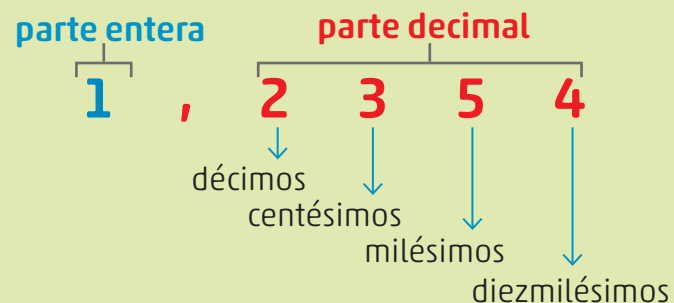 parte entera parte decimal
1 , 2 3 5 4
décimos
centésimos
milésimos
diezmilésimos